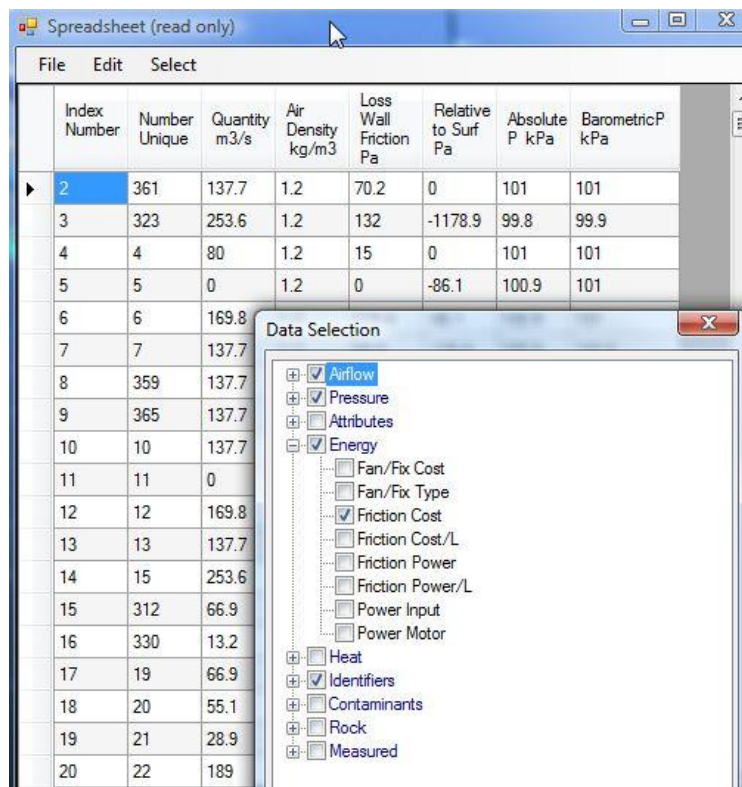 Spreadsheet (read only)
File Edit Select
Index Number Number Unique Quantity m3/s Air Density kg/m3 Loss Wall Friction Pa Relative to Surf Pa Absolute P kPa BarometricP kPa
2 361 137.7 1.2 70.2 0 101 101
3 323 253.6 1.2 132 -1178.9 99.8 99.9
4 4 80 1.2 15 0 101 101
5 5 0 1.2 0 -86.1 100.9 101
6 6 169.8
7 7 137.7
8 359 137.7
9 365 137.7
10 10 137.7
11 11 0
12 12 169.8
13 13 137.7
14 15 253.6
15 312 66.9
16 330 13.2
17 19 66.9
18 20 55.1
19 21 28.9
20 22 189
Data Selection
Airflow
Pressure
Attributes
Energy
Fan/Fix Cost
Fan/Fix Type
Friction Cost
Friction Cost/L
Friction Power
Friction Power/L
Power Input
Power Motor
Heat
Identifiers
Contaminants
Rock
Measured